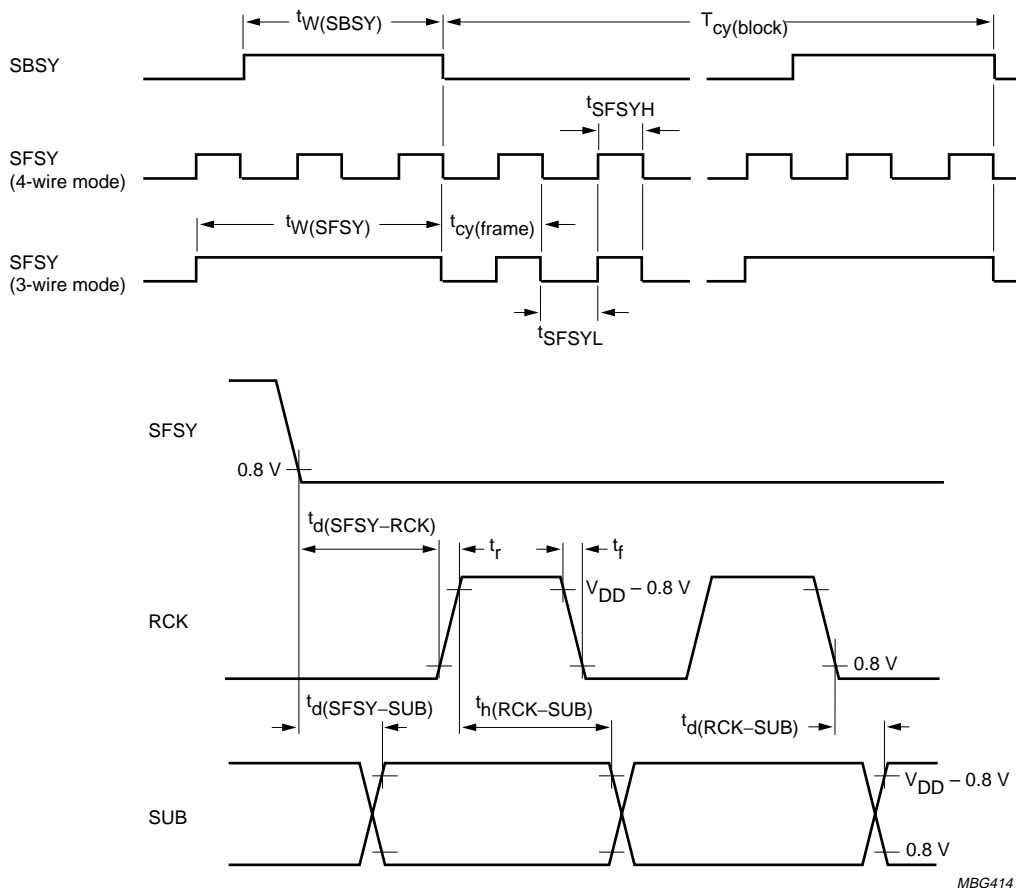 tW(SBSY)
Tcy(block)
SBSY
tSFSYH
SFSY
(4-wire mode)
tW(SFSY)
tcy(frame)
SFSY
(3-wire mode)
tSFSYL
SFSY
0.8 V
td(SFSY–RCK)
tr
tf
VDD – 0.8 V
RCK
0.8 V
td(SFSY–SUB)
th(RCK–SUB)
td(RCK–SUB)
VDD – 0.8 V
SUB
0.8 V
MBG414